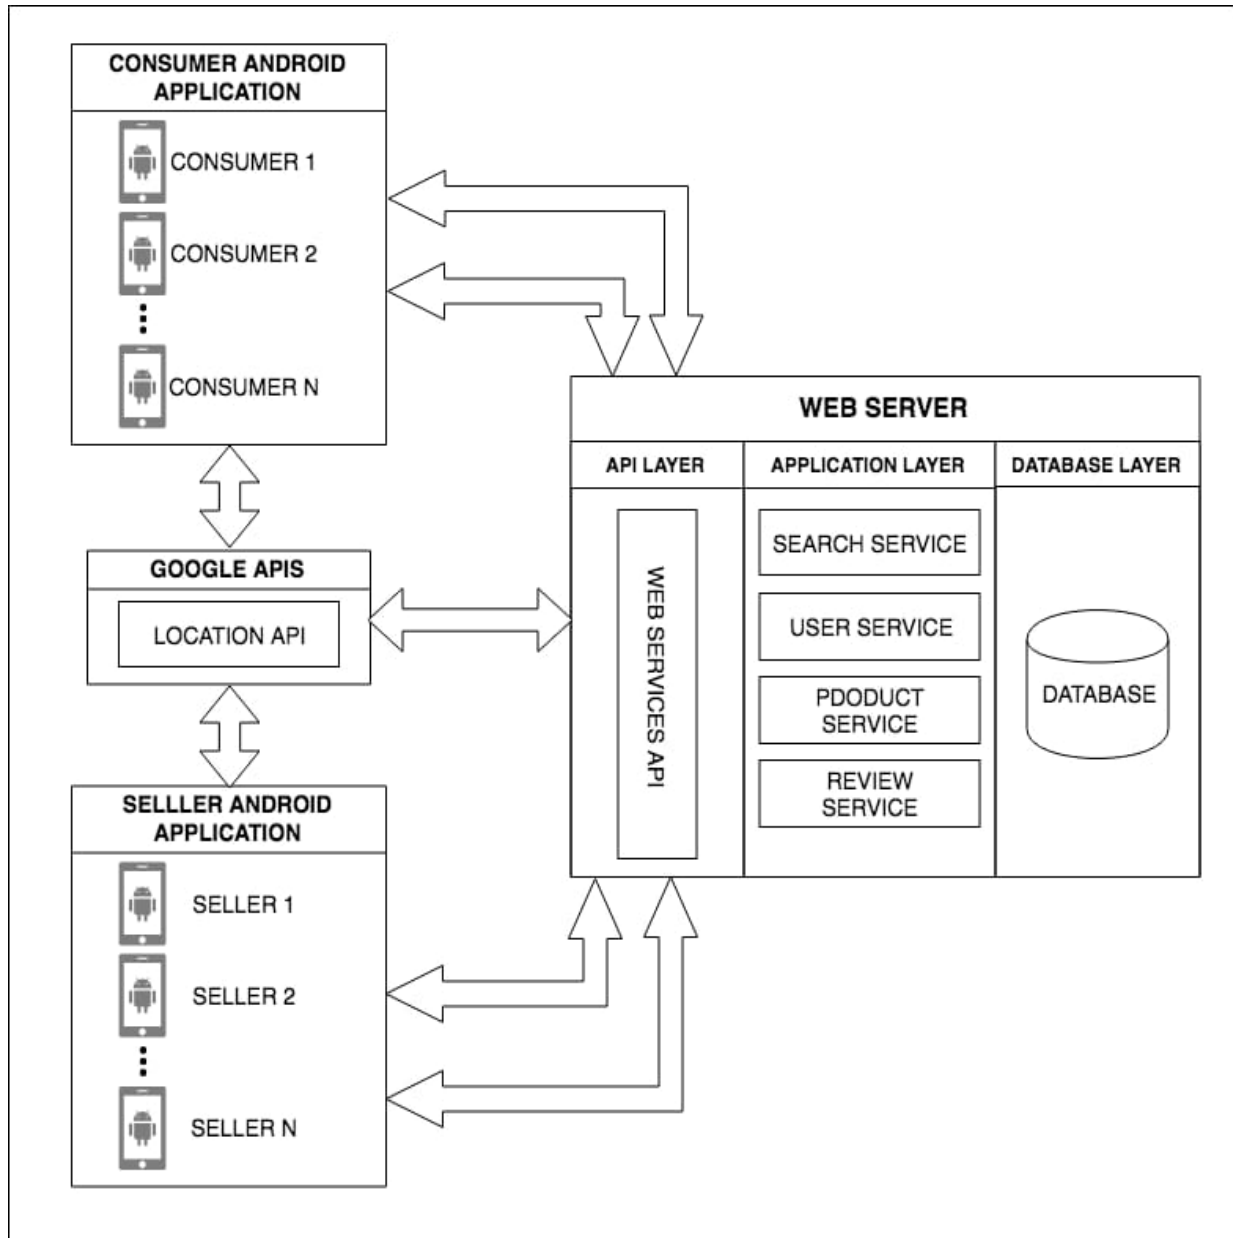 CONSUMER ANDROID
APPLICATION
CONSUMER 1
CONSUMER 2
CONSUMER N
GOOGLE APIS
LOCATION API
SELLLER ANDROID
APPLICATION
SELLER 1
SELLER 2
SELLER N
WEB SERVER
API LAYER
WEB SERVICES API
APPLICATION LAYER
SEARCH SERVICE
USER SERVICE
PDODUCT
SERVICE
REVIEW
SERVICE
DATABASE LAYER
DATABASE